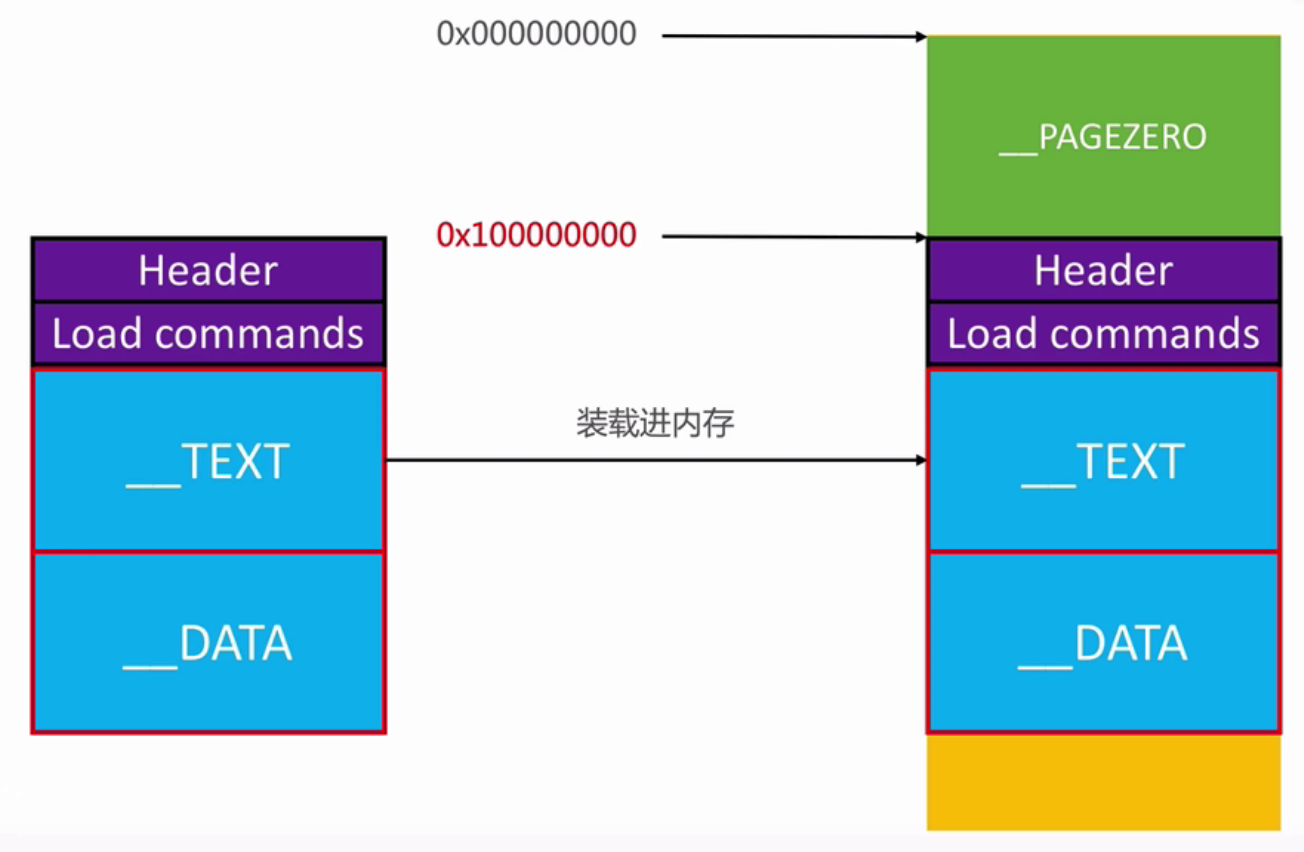 0x000000000
__PAGEZERO
0x100000000
Header
Header
Load commands
Load commands
装载进内存
__TEXT
__TEXT
__DATA
__DATA